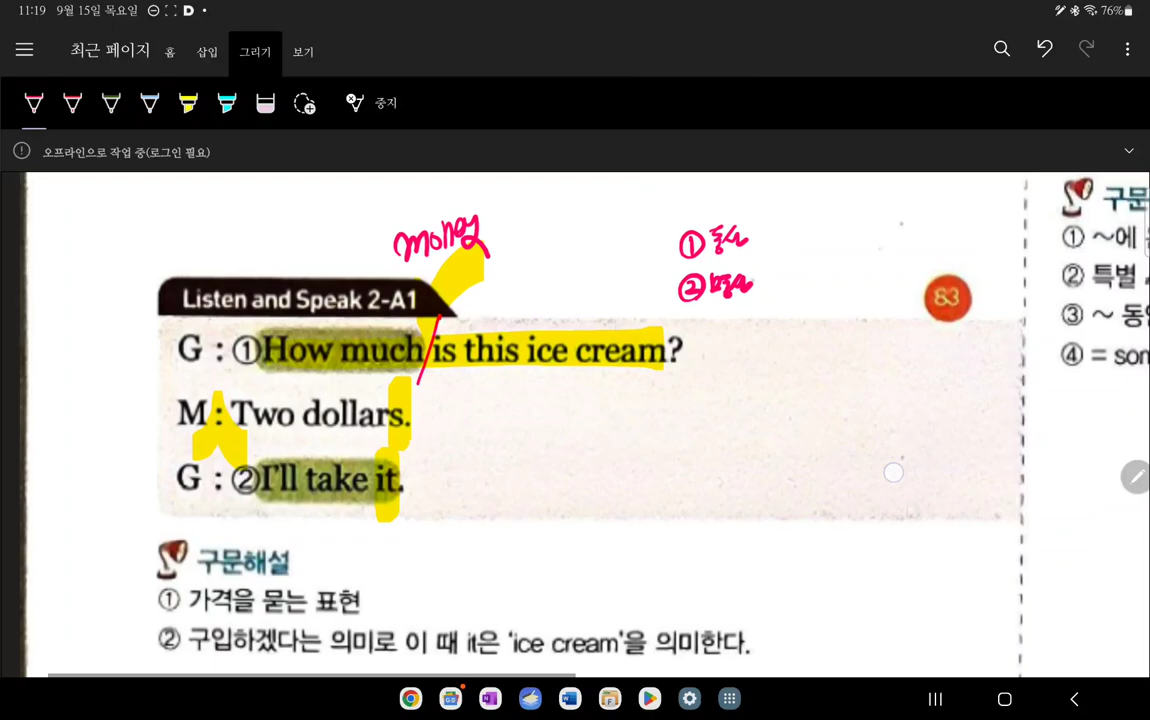 11:19 9월 15일 목요일 D 76%
최근 페이지 홈 삽입 그리기 보기
중지
오프라인으로 작업 중(로그인 필요)
money
① 동사
② 명사
Listen and Speak 2-A1
83
G : ①How much is this ice cream?
M : Two dollars.
G : ②I'll take it.
구문해설
① 가격을 묻는 표현
② 구입하겠다는 의미로 이 때 it은 ‘ice cream’을 의미한다.
구문
① ～에
② 특별
③ ～ 동안
④ = som